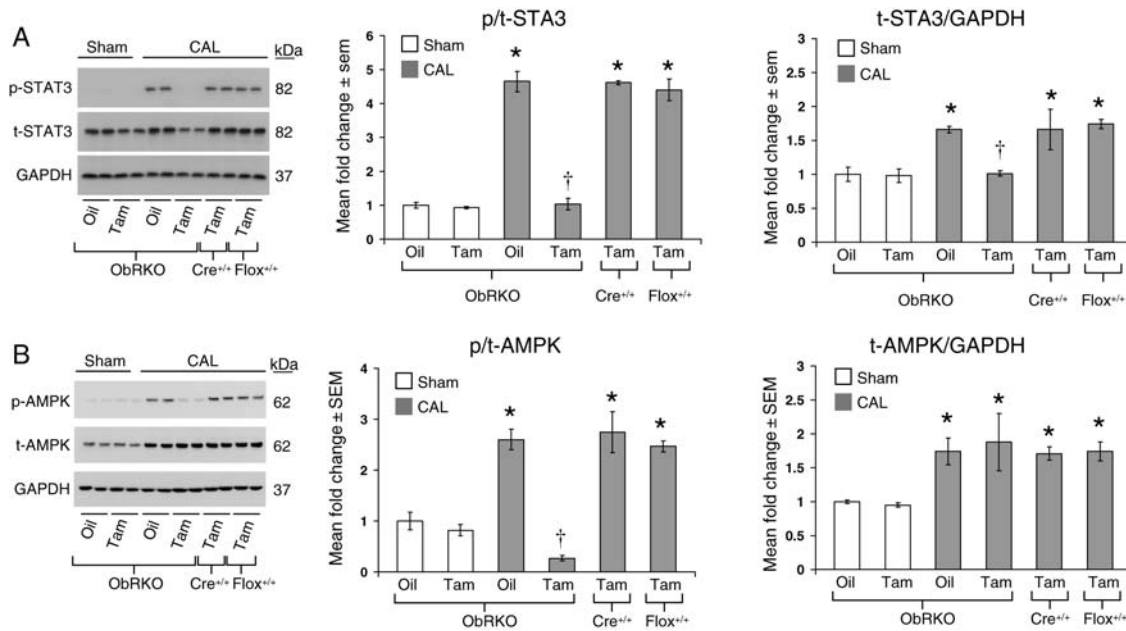 A
Sham CAL kDa
p-STAT3 82
t-STAT3 82
GAPDH 37
Oil Tam Oil Tam Tam Tam
ObRKO Cre+/+ Flox+/+
p/t-STA3
Mean fold change ± sem
6
5
4
3
2
1
0
Sham
CAL
* † * *
Oil Tam Oil Tam Tam Tam
ObRKO Cre+/+ Flox+/+
t-STA3/GAPDH
Mean fold change ± sem
3
2.5
2
1.5
1
0.5
Sham
CAL
* † * *
Oil Tam Oil Tam Tam Tam
ObRKO Cre+/+ Flox+/+
B
Sham CAL kDa
p-AMPK 62
t-AMPK 62
GAPDH 37
Oil Tam Oil Tam Tam Tam
ObRKO Cre+/+ Flox+/+
p/t-AMPK
Mean fold change ± SEM
4
3
2
1
0
Sham
CAL
* † * *
Oil Tam Oil Tam Tam Tam
ObRKO Cre+/+ Flox+/+
t-AMPK/GAPDH
Mean fold change ± SEM
3
2.5
2
1.5
1
0.5
0
Sham
CAL
* * * *
Oil Tam Oil Tam Tam Tam
ObRKO Cre+/+ Flox+/+